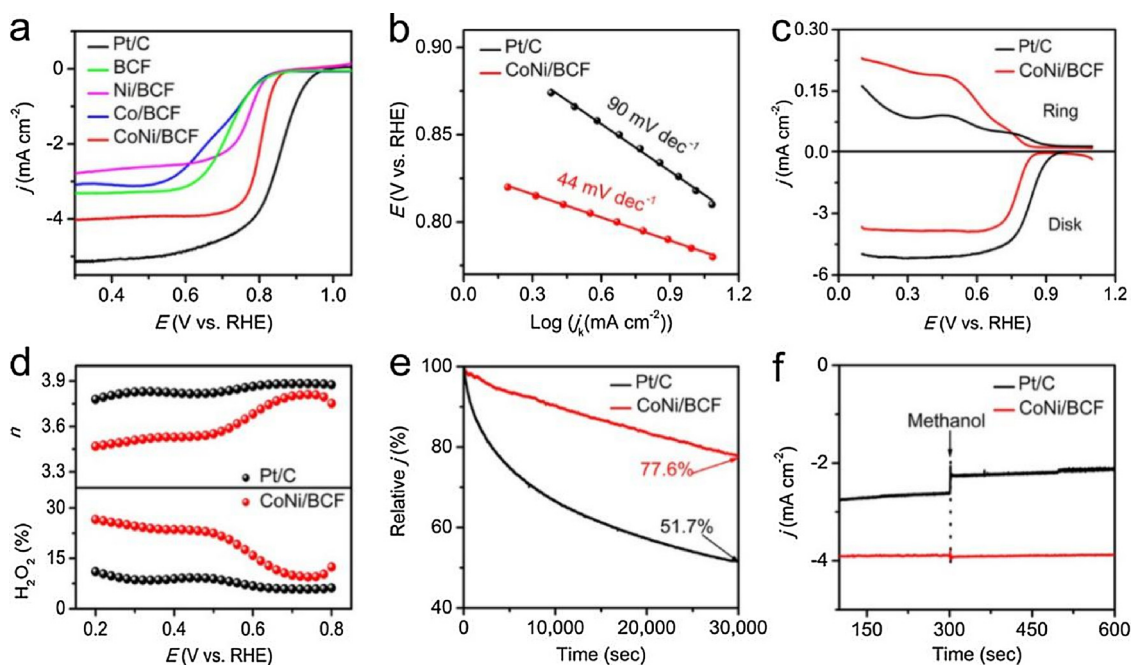 a
Pt/C
BCF
Ni/BCF
Co/BCF
CoNi/BCF
0
-2
-4
j (mA cm⁻²)
0.4 0.6 0.8 1.0
E (V vs. RHE)
b
Pt/C
CoNi/BCF
90 mV dec⁻¹
44 mV dec⁻¹
0.90
0.85
0.80
E (V vs. RHE)
0.0 0.3 0.6 0.9 1.2
Log (jₖ(mA cm⁻²)
c
Pt/C
CoNi/BCF
Ring
Disk
0.30
0.15
0.0
-3
-6
j (mA cm⁻²)
0.0 0.3 0.6 0.9 1.2
E (V vs. RHE)
d
3.9
3.6
3.3
n
Pt/C
CoNi/BCF
30
15
0
H₂O₂ (%)
0.2 0.4 0.6 0.8
E (V vs. RHE)
e
Pt/C
CoNi/BCF
77.6%
51.7%
100
80
60
40
Relative j (%)
0 10,000 20,000 30,000
Time (sec)
f
Pt/C
CoNi/BCF
Methanol
0
-2
-4
j (mA cm⁻²)
150 300 450 600
Time (sec)